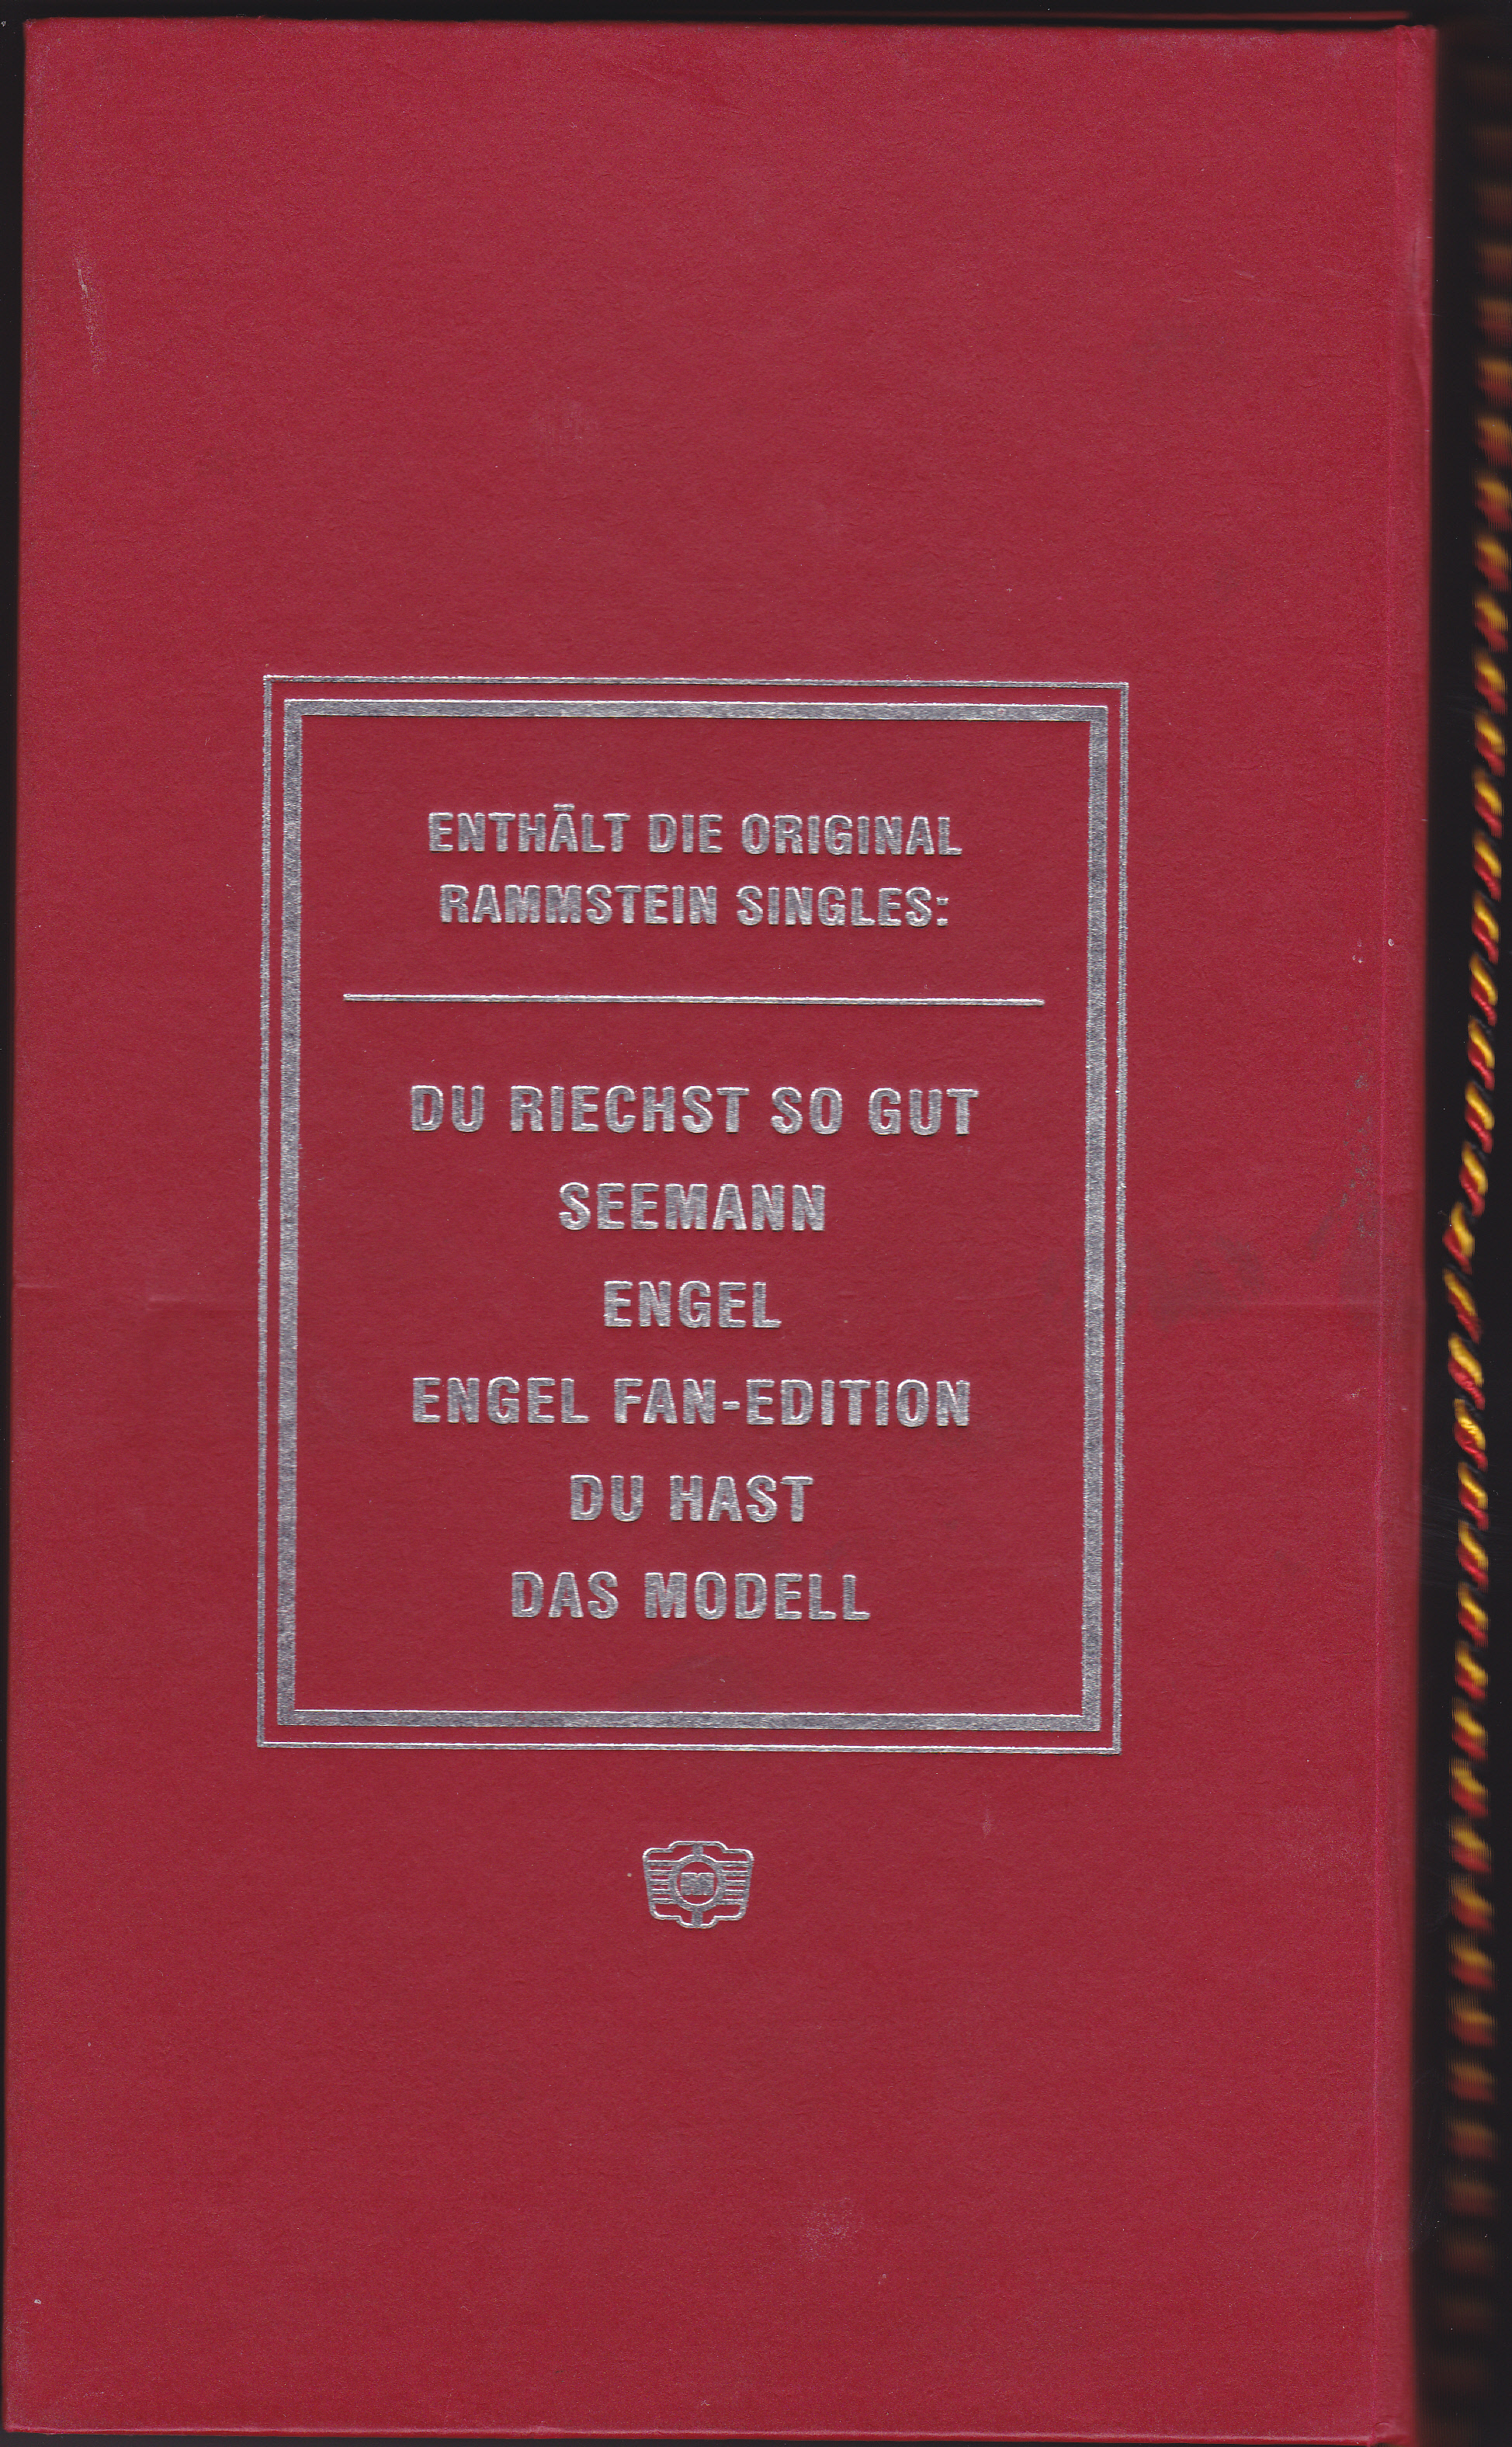 ENTHÄLT DIE ORIGINAL
RAMMSTEIN SINGLES:
DU RIECHST SO GUT
SEEMANN
ENGEL
ENGEL FAN-EDITION
DU HAST
DAS MODELL